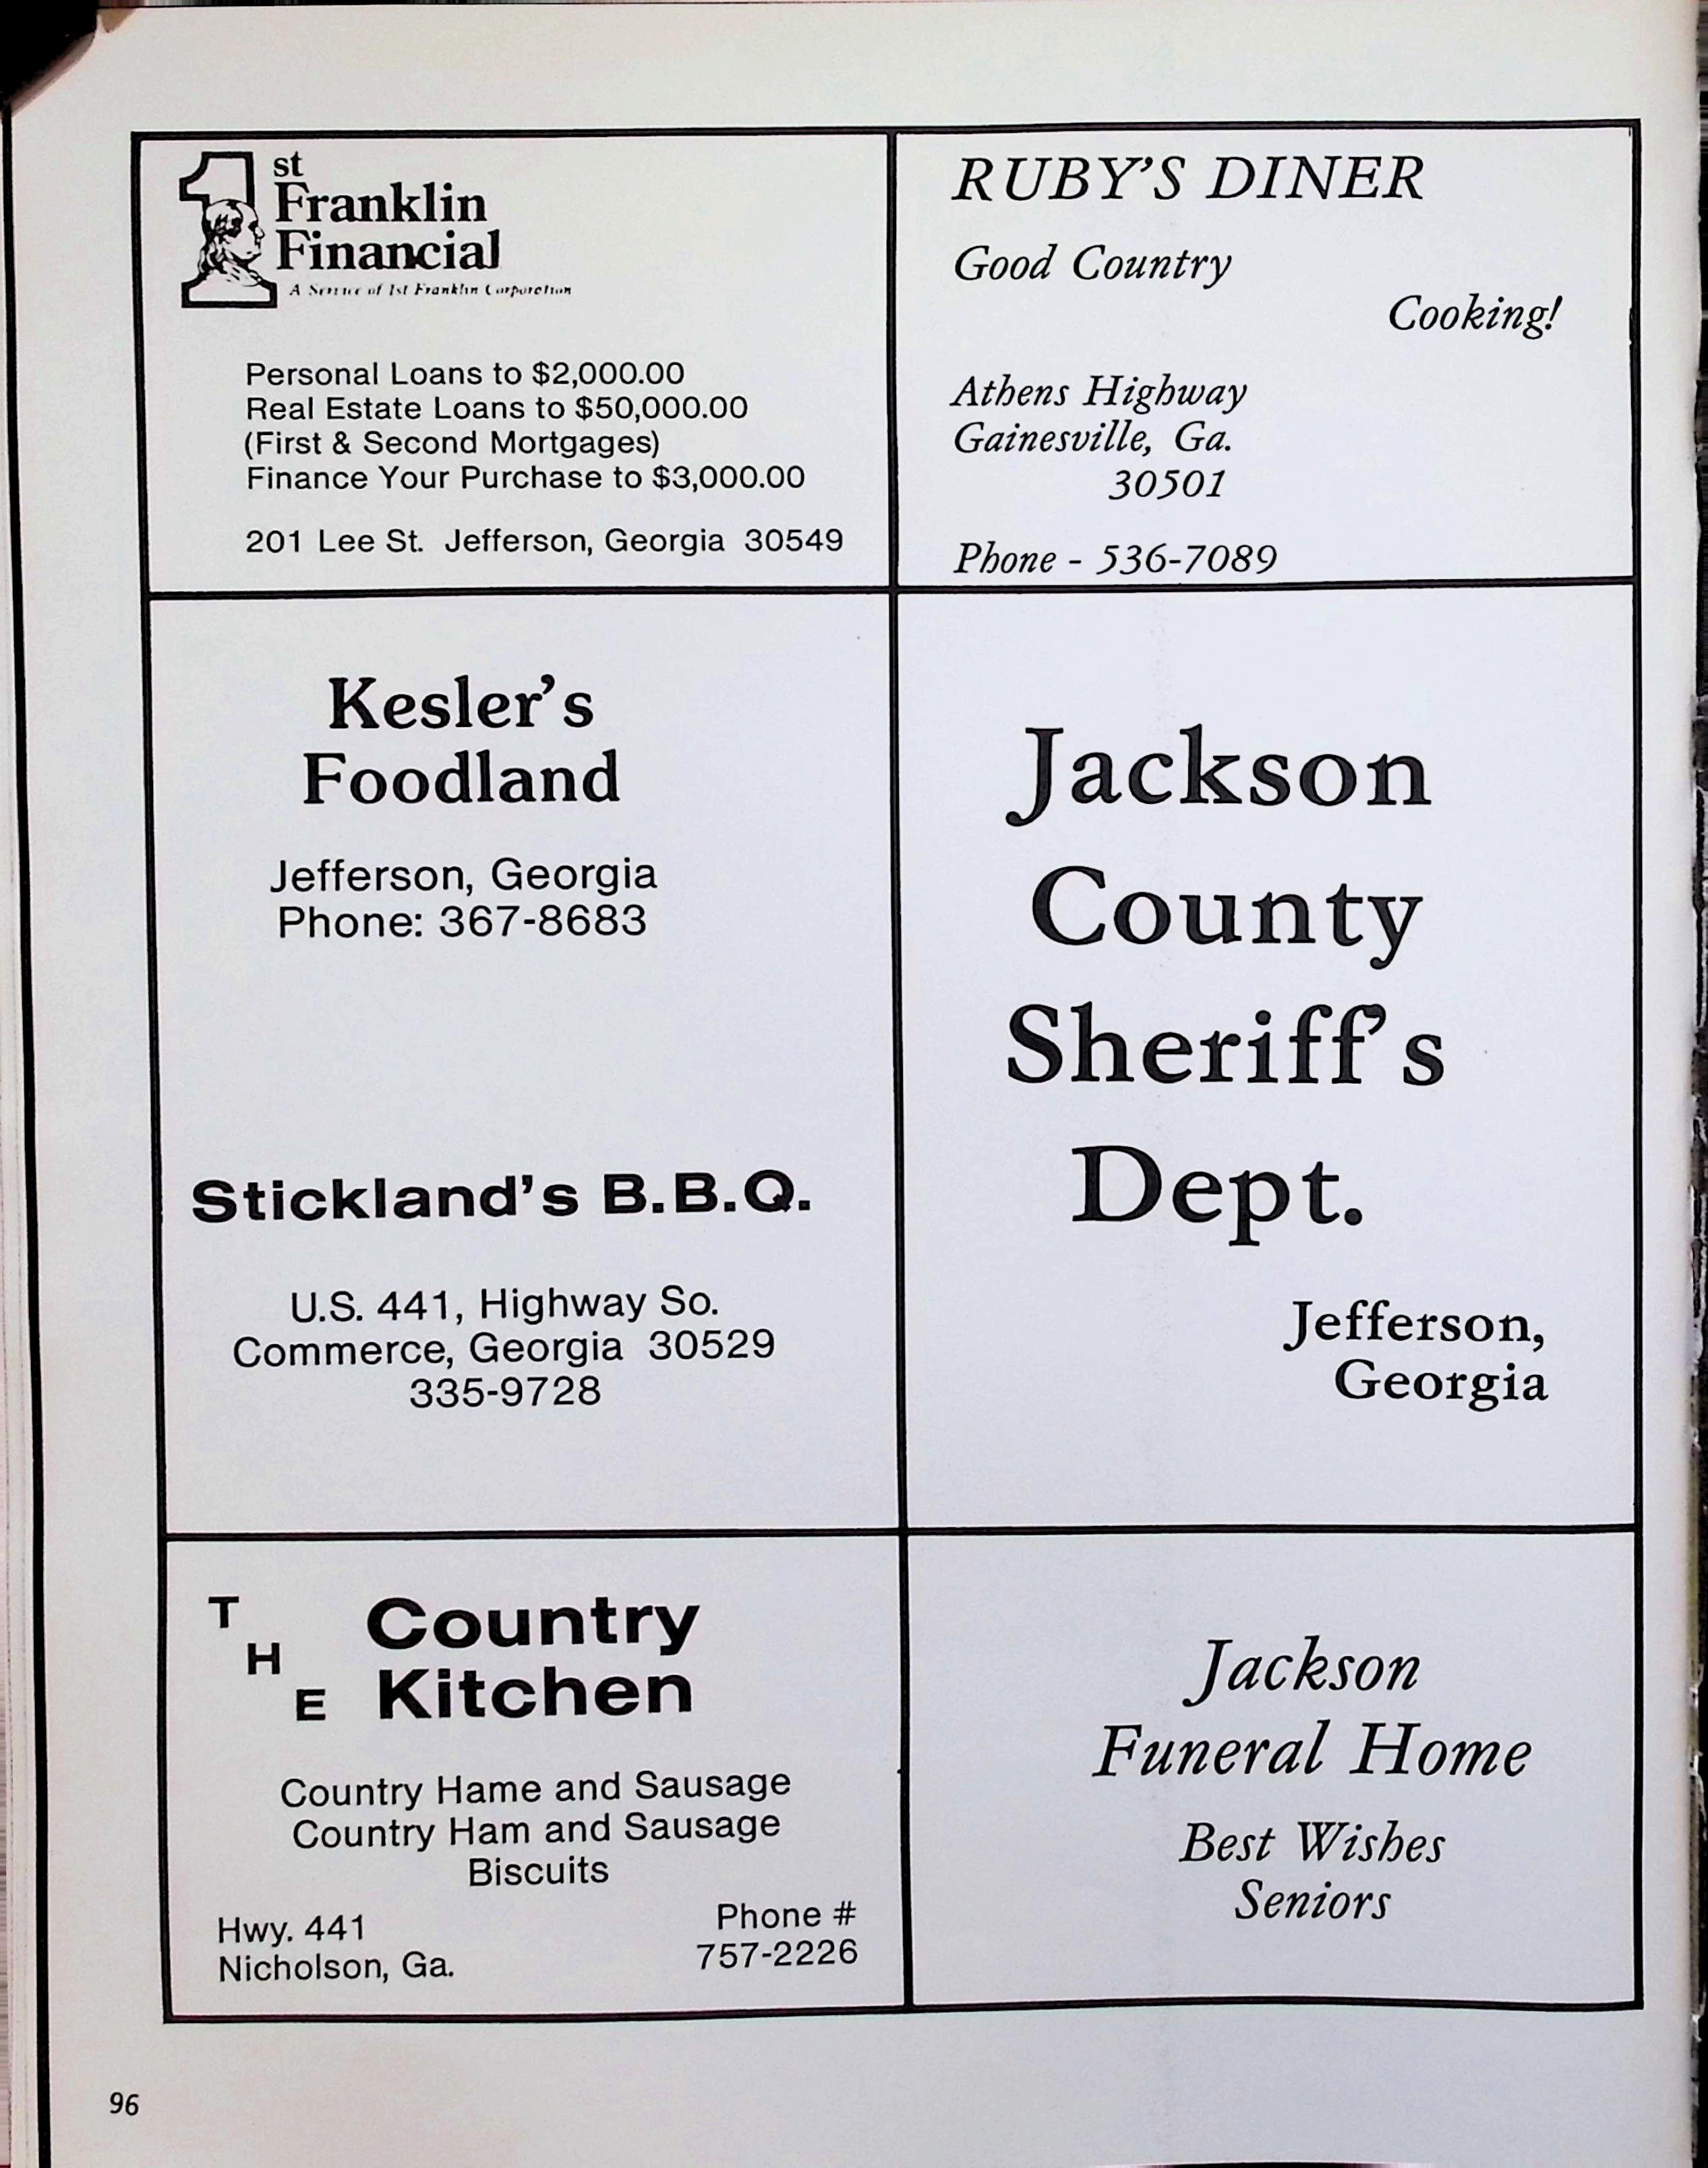 1st
Franklin
Financial
A Service of 1st Franklin Corporation
Personal Loans to $2,000.00
Real Estate Loans to $50,000.00
(First & Second Mortgages)
Finance Your Purchase to $3,000.00
201 Lee St. Jefferson, Georgia 30549
RUBY'S DINER
Good Country
Cooking!
Athens Highway
Gainesville, Ga.
30501
Phone - 536-7089
Kesler's
Foodland
Jefferson, Georgia
Phone: 367-8683
Stickland's B.B.Q.
U.S. 441, Highway So.
Commerce, Georgia 30529
335-9728
Jackson
County
Sheriff's
Dept.
Jefferson,
Georgia
THE Country
Kitchen
Country Hame and Sausage
Country Ham and Sausage
Biscuits
Hwy. 441
Nicholson, Ga.
Phone #
757-2226
Jackson
Funeral Home
Best Wishes
Seniors
96